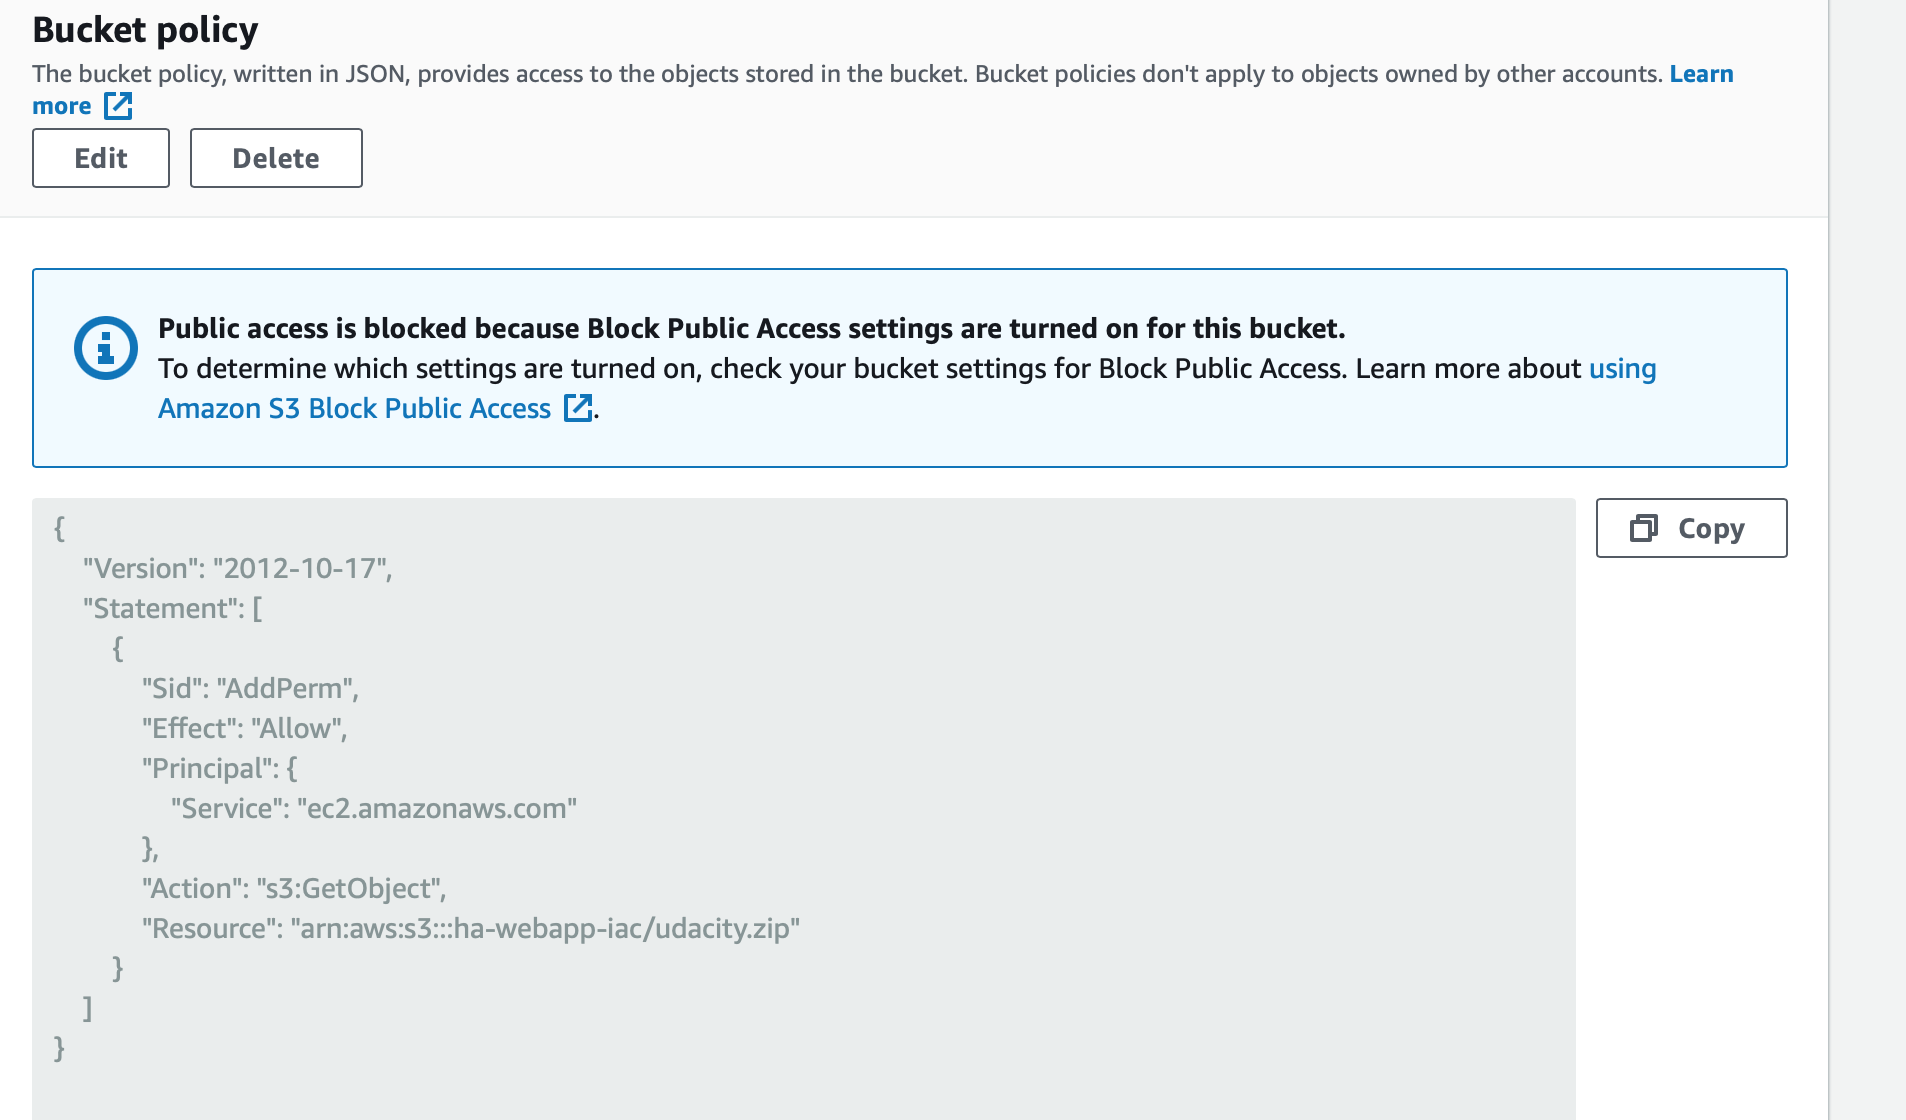 Bucket policy
The bucket policy, written in JSON, provides access to the objects stored in the bucket. Bucket policies don't apply to objects owned by other accounts. Learn
more
Edit
Delete
Public access is blocked because Block Public Access settings are turned on for this bucket.
To determine which settings are turned on, check your bucket settings for Block Public Access. Learn more about using
Amazon S3 Block Public Access .
Copy
{
"Version": "2012-10-17",
"Statement": [
{
"Sid": "AddPerm",
"Effect": "Allow",
"Principal": {
"Service": "ec2.amazonaws.com"
},
"Action": "s3:GetObject",
"Resource": "arn:aws:s3:::ha-webapp-iac/udacity.zip"
}
]
}